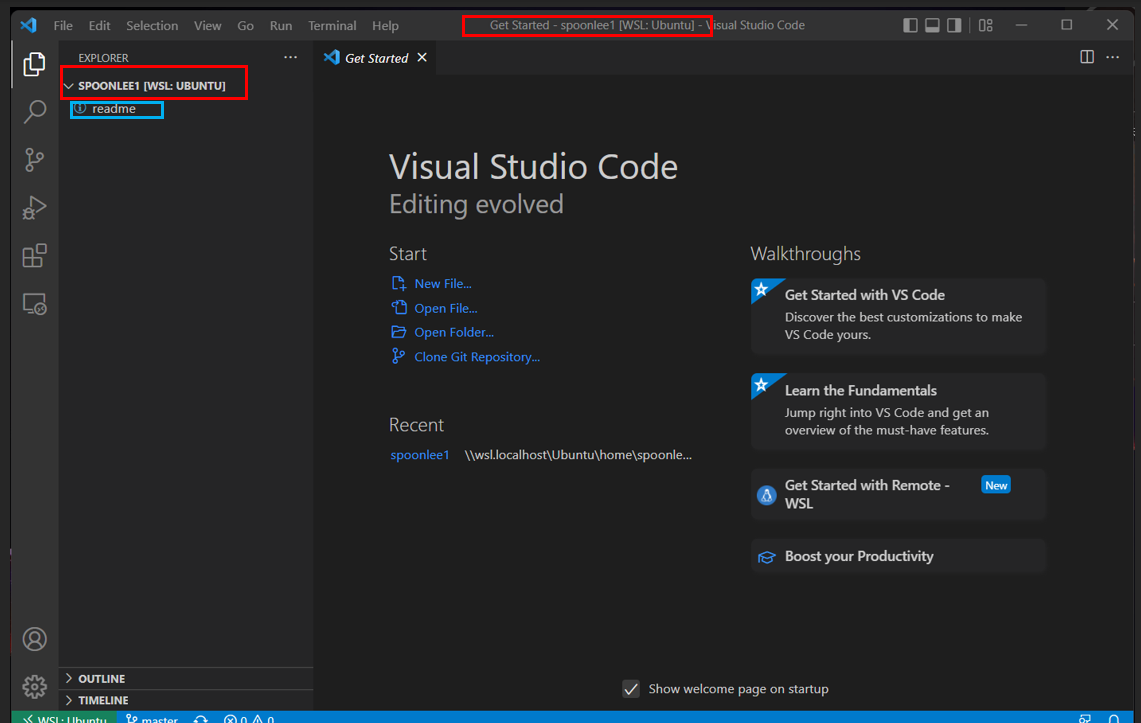 File Edit Selection View Go Run Terminal Help
Get Started - spoonlee1 [WSL: Ubuntu] - Visual Studio Code
EXPLORER
SPOONLEE1 [WSL: UBUNTU]
readme
OUTLINE
TIMELINE
Get Started
Visual Studio Code
Editing evolved
Start
New File...
Open File...
Open Folder...
Clone Git Repository...
Recent
spoonlee1 \\wsl.localhost\Ubuntu\home\spoonle...
Walkthroughs
Get Started with VS Code
Discover the best customizations to make
VS Code yours.
Learn the Fundamentals
Jump right into VS Code and get an
overview of the must-have features.
Get Started with Remote -
WSL
New
Boost your Productivity
Show welcome page on startup
WSL: Ubuntu master 0 0